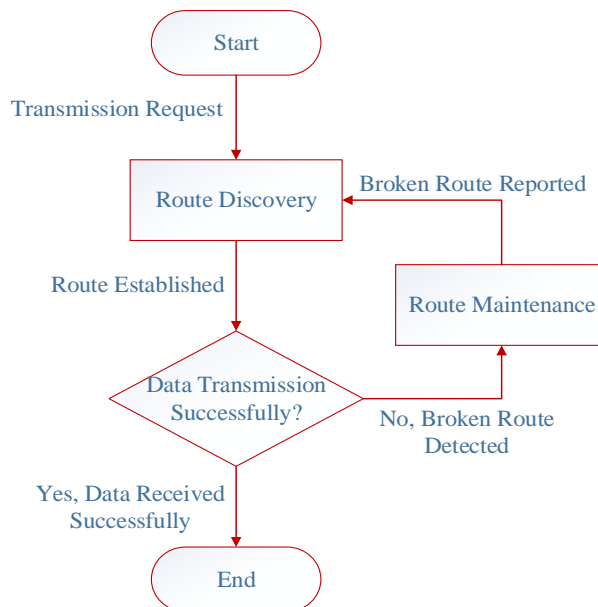 Start
Transmission Request
Broken Route Reported
Route Discovery
Route Established
Route Maintenance
Data Transmission
Successfully?
No, Broken Route
Detected
Yes, Data Received
Successfully
End